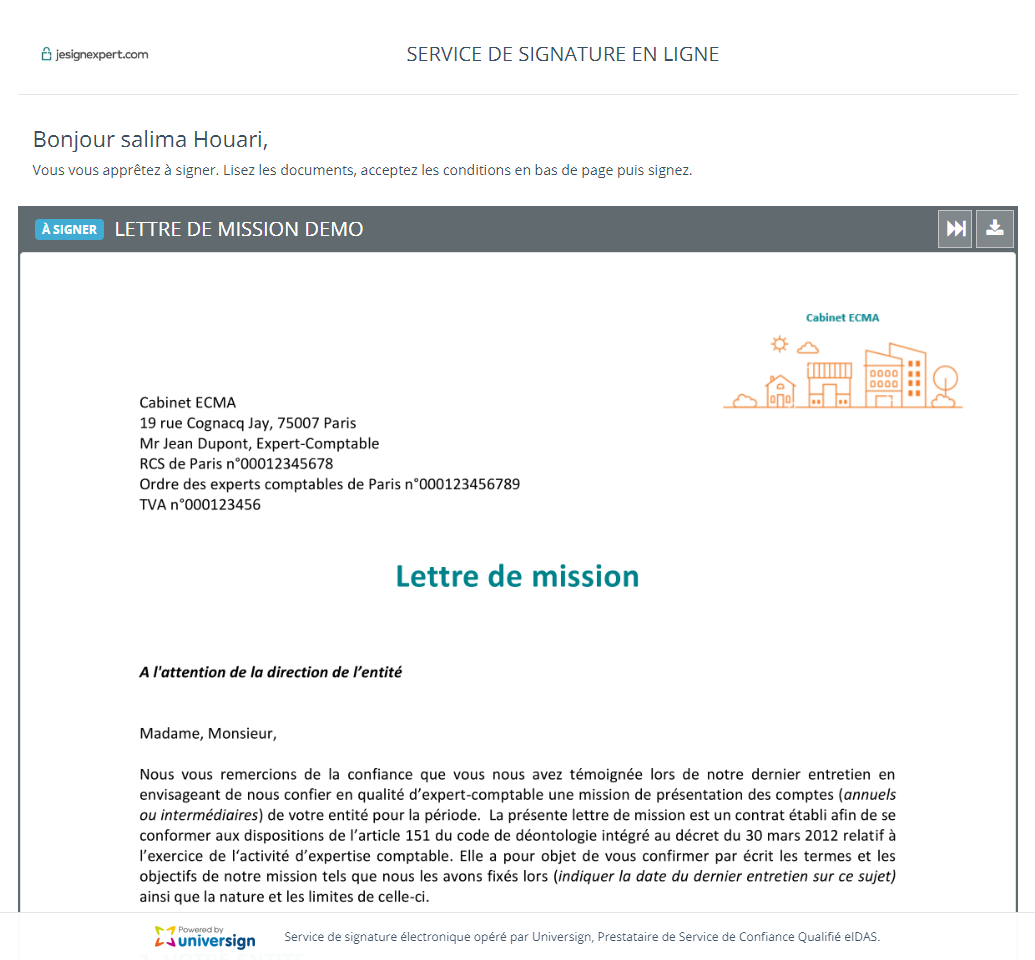 jesignexpert.com
SERVICE DE SIGNATURE EN LIGNE
Bonjour salima Houari,
Vous vous apprêtez à signer. Lisez les documents, acceptez les conditions en bas de page puis signez.
À SIGNER LETTRE DE MISSION DEMO
Cabinet ECMA
Cabinet ECMA
19 rue Cognacq Jay, 75007 Paris
Mr Jean Dupont, Expert-Comptable
RCS de Paris n°00012345678
Ordre des experts comptables de Paris n°000123456789
TVA n°000123456
Lettre de mission
A l'attention de la direction de l’entité
Madame, Monsieur,
Nous vous remercions de la confiance que vous nous avez témoignée lors de notre dernier entretien en
envisageant de nous confier en qualité d’expert-comptable une mission de présentation des comptes (annuels
ou intermédiaires) de votre entité pour la période. La présente lettre de mission est un contrat établi afin de se
conformer aux dispositions de l’article 151 du code de déontologie intégré au décret du 30 mars 2012 relatif à
l’exercice de l’activité d’expertise comptable. Elle a pour objet de vous confirmer par écrit les termes et les
objectifs de notre mission tels que nous les avons fixés lors (indiquer la date du dernier entretien sur ce sujet)
ainsi que la nature et les limites de celle-ci.
Powered by
universign
Service de signature électronique opéré par Universign, Prestataire de Service de Confiance Qualifié eIDAS.